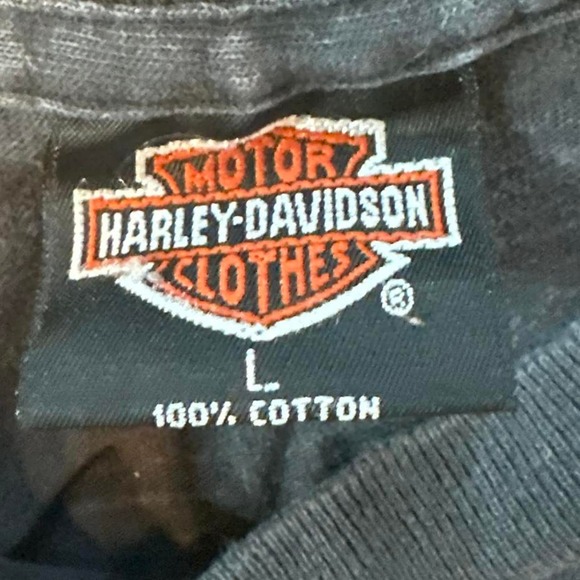 MOTOR
HARLEY-DAVIDSON
CLOTHES
®
L
100% COTTON